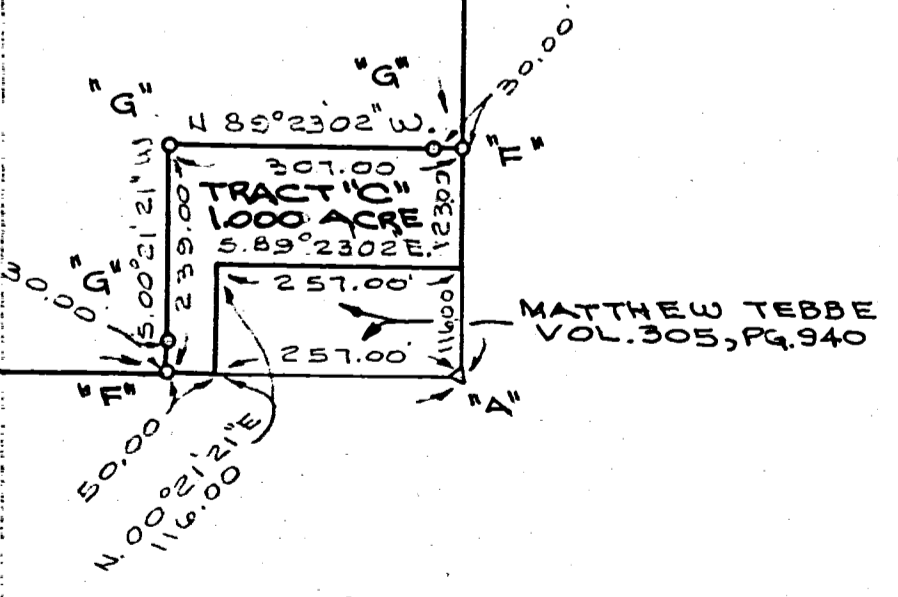 30.00'
"G"
"G"
N 89°23'02" W.
"F"
307.00
TRACT "C"
1.000 ACRE
123.00
S.00°21'21" W
239.00
S.89°23'02"E.
30.00
"G"
257.00'
116.00
MATTHEW TEBBE
VOL.305, PG.940
257.00'
"F"
"A"
50.00
N.00°21'21"E
116.00